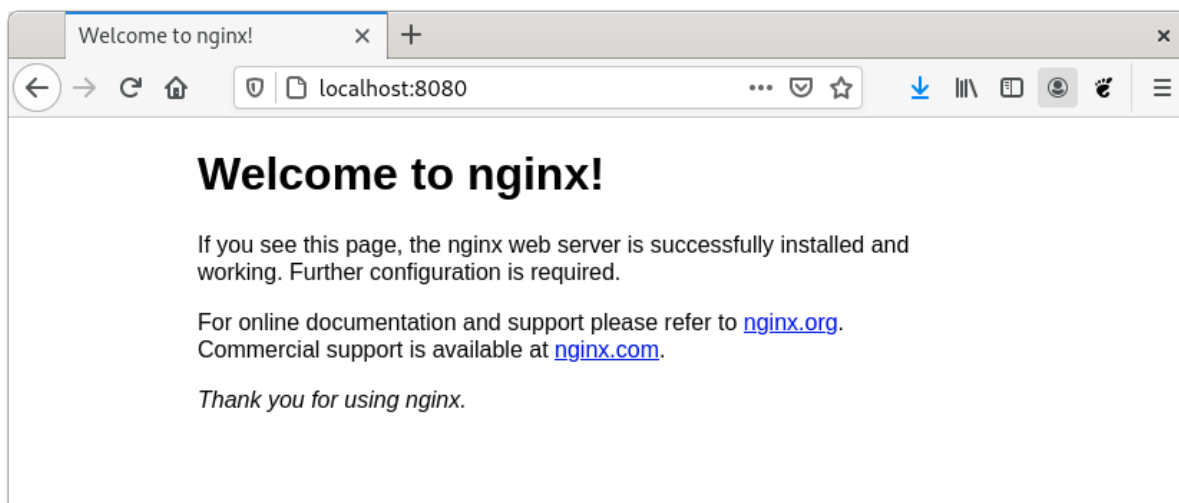 Welcome to nginx!
localhost:8080
Welcome to nginx!
If you see this page, the nginx web server is successfully installed and
working. Further configuration is required.
For online documentation and support please refer to nginx.org.
Commercial support is available at nginx.com.
Thank you for using nginx.